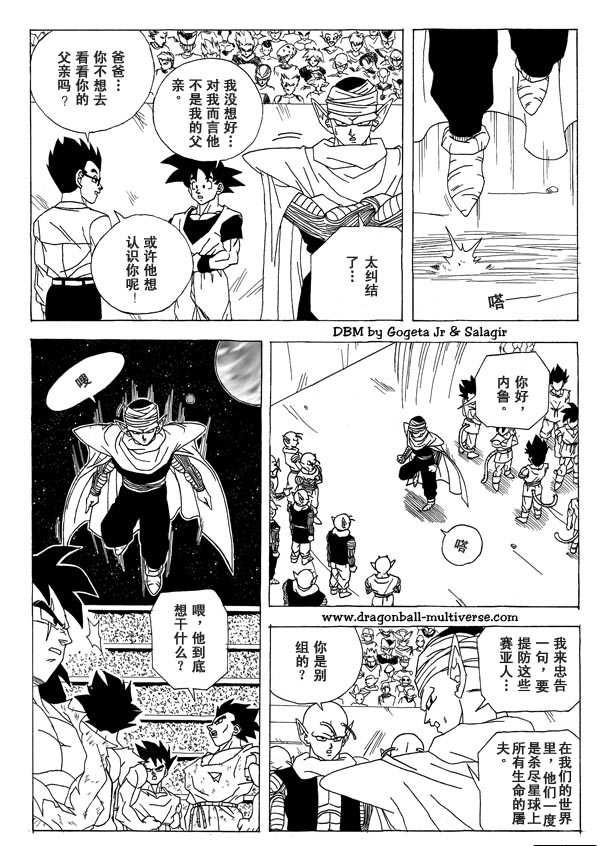 爸爸…
你不想去
看看你的
父亲吗？
我没想好…
对我而言他
不是我的父
亲。
或许他想
认识你呢！
太纠结
了…
嗒
DBM by Gogeta Jr & Salagir
嗖
你好，
内鲁。
嗒
www.dragonball-multiverse.com
喂，他到底
想干什么？
你是别
组的？
我来忠告
一句，要
提防这些
赛亚人…
在我们的世界
里，他们一度
是杀尽星球上
所有生命的屠
夫。